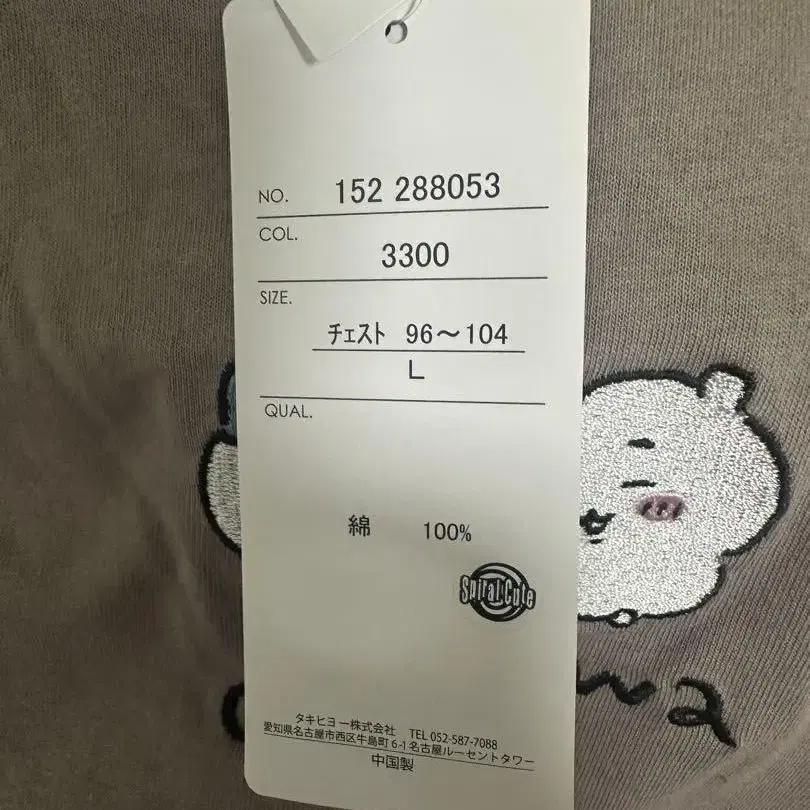 NO. 152 288053
COL.
3300
SIZE.
ﾁｪｽﾄ 96～104
L
QUAL.
綿 100%
Spiral Cute
タキヒヨー株式会社 TEL 052-587-7088
愛知県名古屋市西区牛島町6-1名古屋ルーセントタワー
中国製